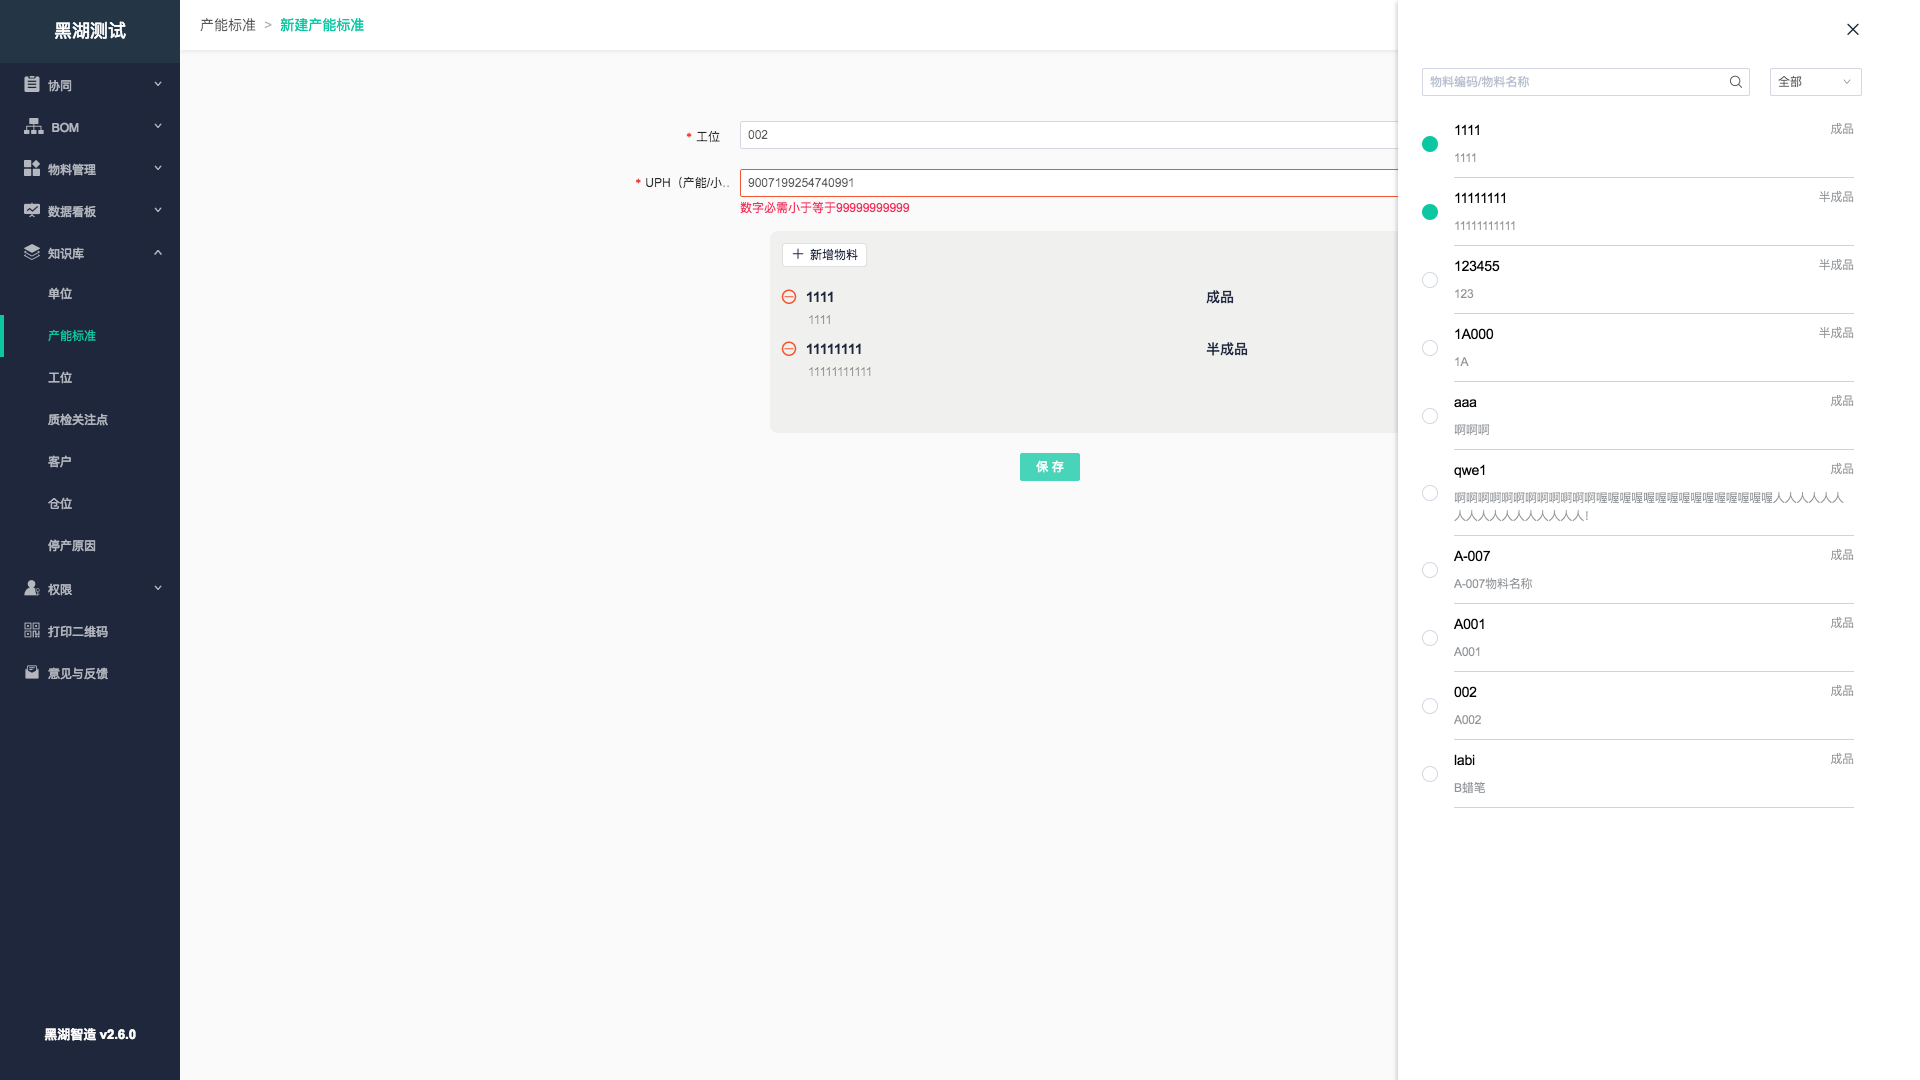 黑湖测试
协同
BOM
物料管理
数据看板
知识库
单位
产能标准
工位
质检关注点
客户
仓位
停产原因
权限
打印二维码
意见与反馈
黑湖智造 v2.6.0
产能标准 > 新建产能标准
* 工位
002
* UPH（产能/小..
9007199254740991
数字必需小于等于99999999999
新增物料
1111 成品
1111
11111111 半成品
11111111111
保 存
物料编码/物料名称
全部
1111 成品
1111
11111111 半成品
11111111111
123455 半成品
123
1A000 半成品
1A
aaa 成品
啊啊啊
qwe1 成品
啊啊啊啊啊啊啊啊啊啊啊啊喔喔喔喔喔喔喔喔喔喔喔喔喔喔喔人人人人人人
人人人人人人人人人人人!
A-007 成品
A-007物料名称
A001 成品
A001
002 成品
A002
labi 成品
B蜡笔